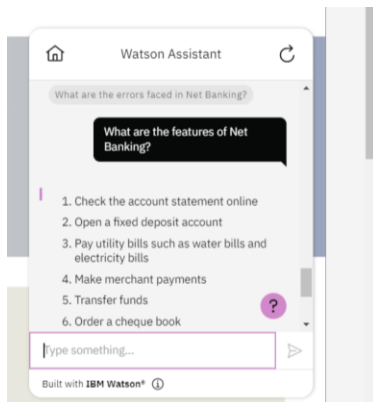 Watson Assistant
What are the errors faced in Net Banking?
What are the features of Net
Banking?
1. Check the account statement online
2. Open a fixed deposit account
3. Pay utility bills such as water bills and
electricity bills
4. Make merchant payments
5. Transfer funds
?
6. Order a cheque book
Type something...
Built with IBM Watson®